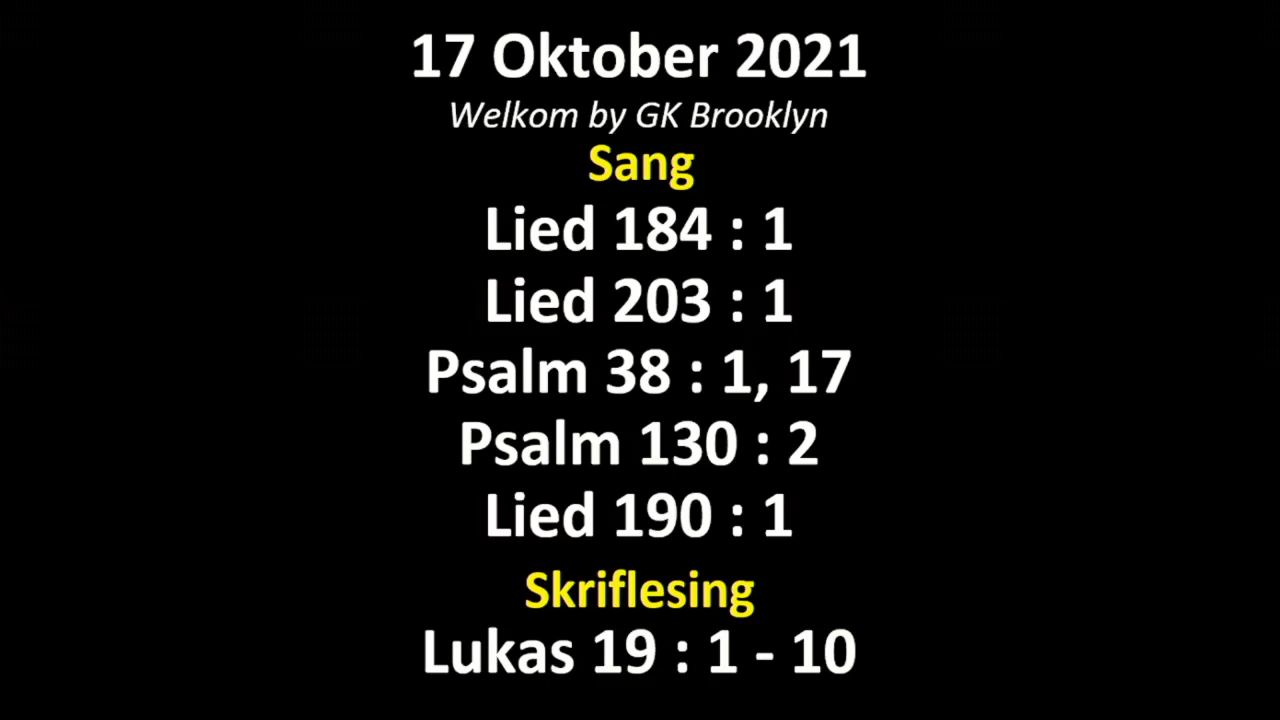 17 Oktober 2021
Welkom by GK Brooklyn
Sang
Lied 184 : 1
Lied 203 : 1
Psalm 38 : 1, 17
Psalm 130 : 2
Lied 190 : 1
Skriflesing
Lukas 19 : 1 - 10